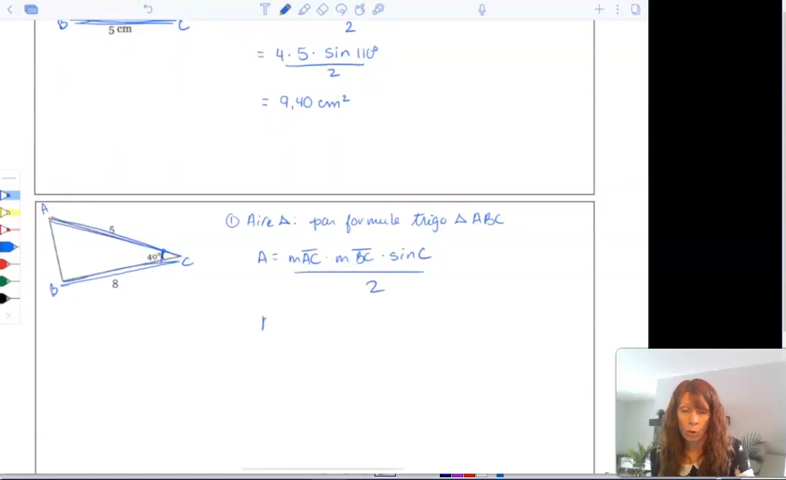 B 5 cm C
2
= 4 · 5 · sin 110°
2
= 9,40 cm²
A
5
40°
C
B
8
① Aire Δ: par formule trigo Δ ABC
A = mAC · mBC · sinC
2